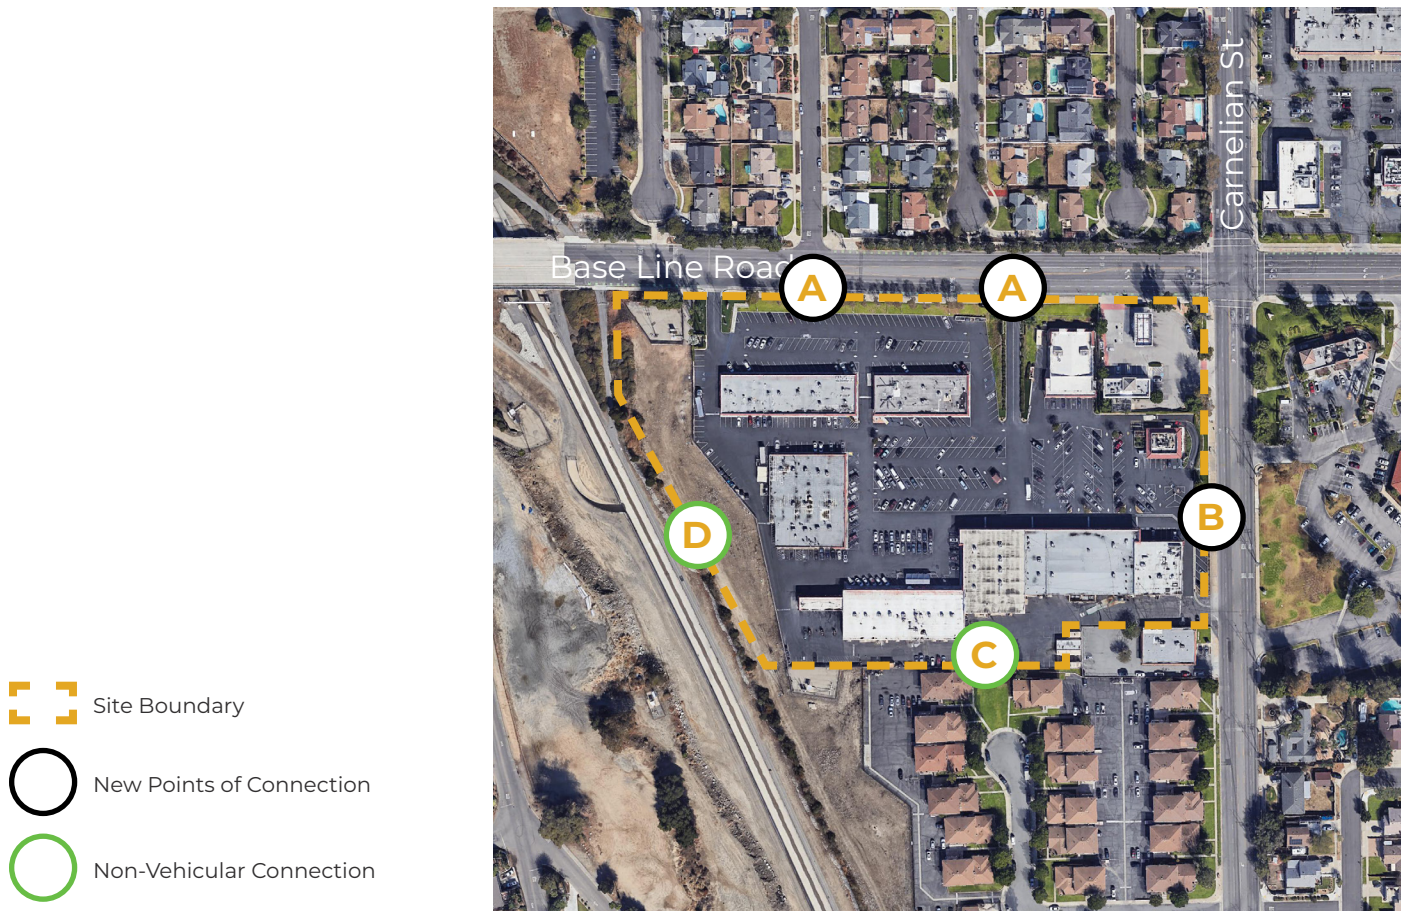 Carnelian St
Base Line Road
A
A
B
D
C
Site Boundary
New Points of Connection
Non-Vehicular Connection